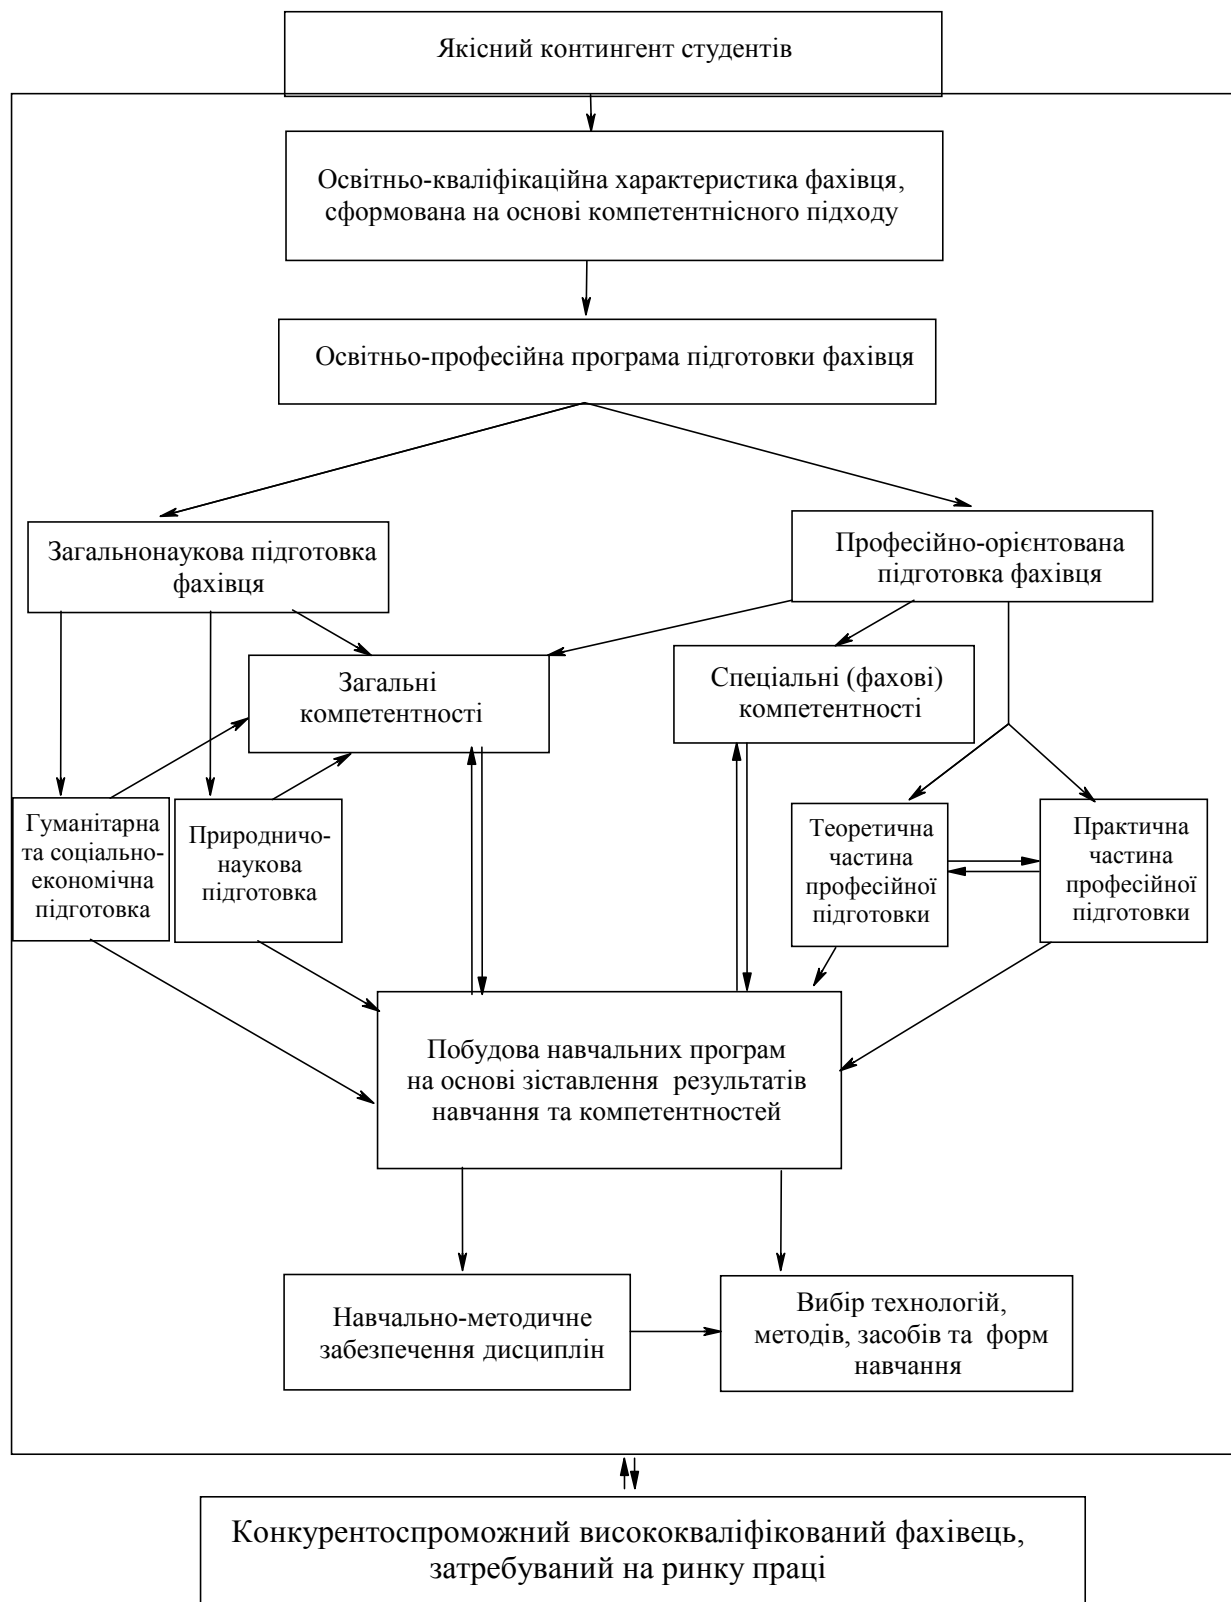 Якісний контингент студентів
Освітньо-кваліфікаційна характеристика фахівця,
сформована на основі компетентнісного підходу
Освітньо-професійна програма підготовки фахівця
Загальнонаукова підготовка
фахівця
Професійно-орієнтована
підготовка фахівця
Загальні
компетентності
Спеціальні (фахові)
компетентності
Гуманітарна
та соціально-
економічна
підготовка
Природничо-
наукова
підготовка
Теоретична
частина
професійної
підготовки
Практична
частина
професійної
підготовки
Побудова навчальних програм
на основі зіставлення результатів
навчання та компетентностей
Навчально-методичне
забезпечення дисциплін
Вибір технологій,
методів, засобів та форм
навчання
Конкурентоспроможний висококваліфікований фахівець,
затребуваний на ринку праці